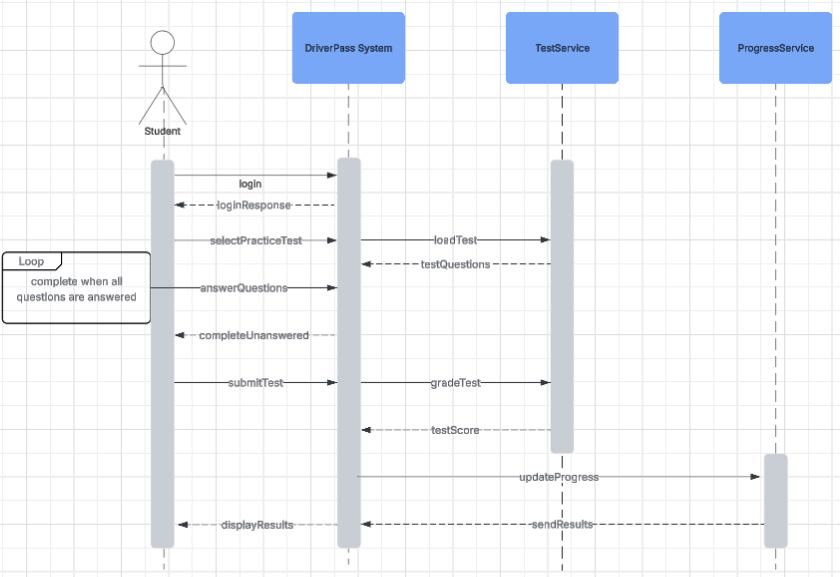 DriverPass System
TestService
ProgressService
Student
login
loginResponse
selectPracticeTest
loadTest
Loop
testQuestions
complete when all
questions are answered
answerQuestions
completeUnanswered
submitTest
gradeTest
testScore
updateProgress
displayResults
sendResults